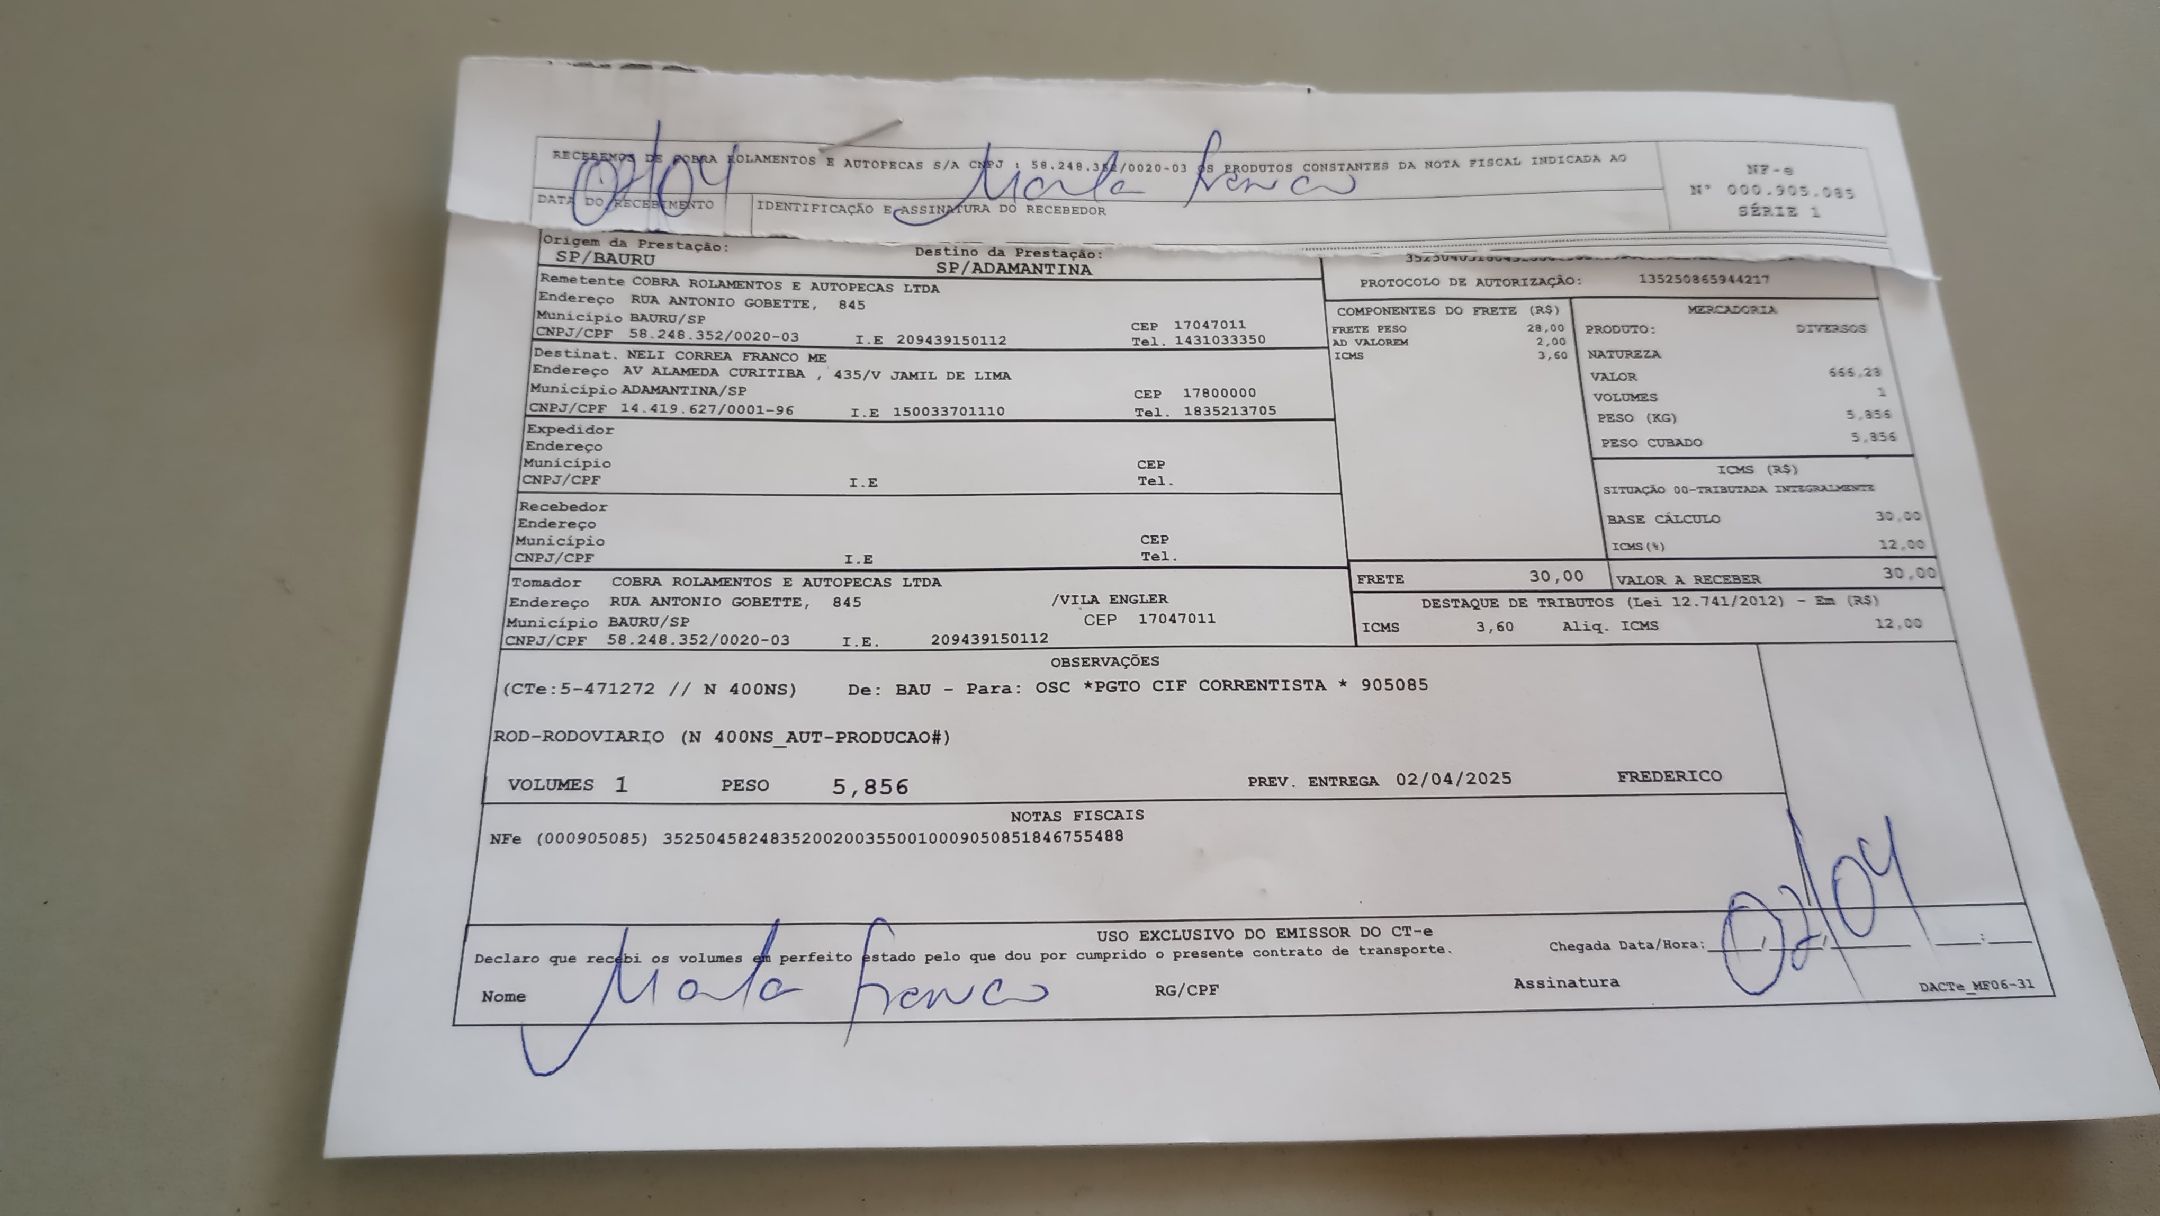 RECEBEMOS DE COBRA ROLAMENTOS E AUTOPECAS S/A CNPJ : 58.248.352/0020-03 OS PRODUTOS CONSTANTES DA NOTA FISCAL INDICADA AO
NF-e
Nº 000.905.085
SÉRIE 1
02/04
Franco
DATA DO RECEBIMENTO IDENTIFICAÇÃO E ASSINATURA DO RECEBEDOR
Origem da Prestação: Destino da Prestação:
SP/BAURU SP/ADAMANTINA
PROTOCOLO DE AUTORIZAÇÃO: 135250865944217
Remetente COBRA ROLAMENTOS E AUTOPECAS LTDA
Endereço RUA ANTONIO GOBETTE, 845
Município BAURU/SP CEP 17047011
CNPJ/CPF 58.248.352/0020-03 I.E 209439150112 Tel. 1431033350
Destinat. NELI CORREA FRANCO ME
Endereço AV ALAMEDA CURITIBA , 435/V JAMIL DE LIMA
Município ADAMANTINA/SP CEP 17800000
CNPJ/CPF 14.419.627/0001-96 I.E 150033701110 Tel. 1835213705
Expedidor
Endereço
Município CEP
CNPJ/CPF I.E Tel.
Recebedor
Endereço
Município CEP
CNPJ/CPF I.E Tel.
Tomador COBRA ROLAMENTOS E AUTOPECAS LTDA
Endereço RUA ANTONIO GOBETTE, 845 /VILA ENGLER
Município BAURU/SP CEP 17047011
CNPJ/CPF 58.248.352/0020-03 I.E. 209439150112
COMPONENTES DO FRETE (R$)
FRETE PESO 28,00
AD VALOREM 2,00
ICMS 3,60
MERCADORIA
PRODUTO: DIVERSOS
NATUREZA
VALOR 666,28
VOLUMES 1
PESO (KG) 5,856
PESO CUBADO 5,856
ICMS (R$)
SITUAÇÃO 00-TRIBUTADA INTEGRALMENTE
BASE CÁLCULO 30,00
ICMS(%) 12,00
FRETE 30,00 VALOR A RECEBER 30,00
DESTAQUE DE TRIBUTOS (Lei 12.741/2012) - Em (R$)
ICMS 3,60 Aliq. ICMS 12,00
OBSERVAÇÕES
(CTe:5-471272 // N 400NS) De: BAU - Para: OSC *PGTO CIF CORRENTISTA * 905085
ROD-RODOVIARIO (N 400NS_AUT-PRODUCAO#)
VOLUMES 1 PESO 5,856 PREV. ENTREGA 02/04/2025 FREDERICO
NOTAS FISCAIS
NFe (000905085) 35250458248352002003550010009050851846755488
USO EXCLUSIVO DO EMISSOR DO CT-e
Declaro que recebi os volumes em perfeito estado pelo que dou por cumprido o presente contrato de transporte.
Chegada Data/Hora:___/___/______ ___:___
02/04
Nome Franco RG/CPF Assinatura
DACTe_MF06-31